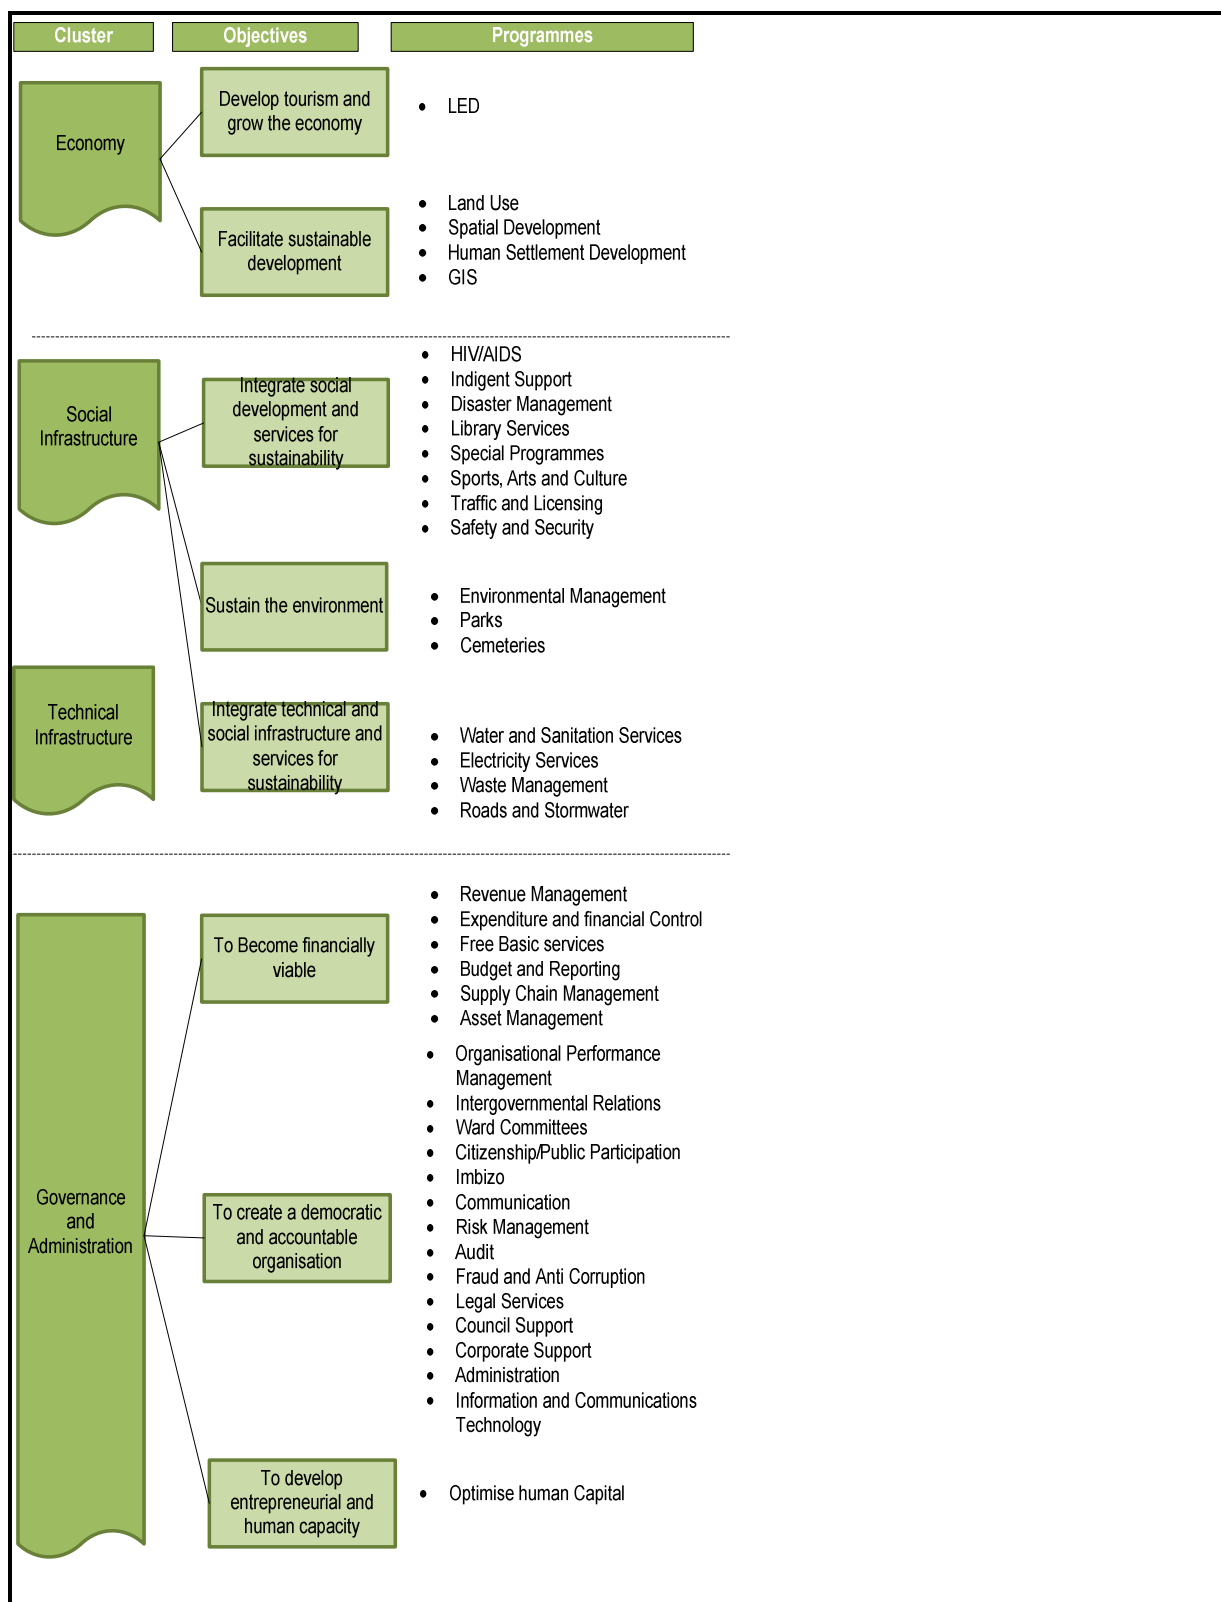 Cluster
Objectives
Programmes
Economy
Develop tourism and
grow the economy
• LED
Facilitate sustainable
development
• Land Use
• Spatial Development
• Human Settlement Development
• GIS
Social
Infrastructure
Integrate social
development and
services for
sustainability
• HIV/AIDS
• Indigent Support
• Disaster Management
• Library Services
• Special Programmes
• Sports, Arts and Culture
• Traffic and Licensing
• Safety and Security
Sustain the environment
• Environmental Management
• Parks
• Cemeteries
Technical
Infrastructure
Integrate technical and
social infrastructure and
services for
sustainability
• Water and Sanitation Services
• Electricity Services
• Waste Management
• Roads and Stormwater
Governance
and
Administration
To Become financially
viable
• Revenue Management
• Expenditure and financial Control
• Free Basic services
• Budget and Reporting
• Supply Chain Management
• Asset Management
To create a democratic
and accountable
organisation
• Organisational Performance
Management
• Intergovernmental Relations
• Ward Committees
• Citizenship/Public Participation
• Imbizo
• Communication
• Risk Management
• Audit
• Fraud and Anti Corruption
• Legal Services
• Council Support
• Corporate Support
• Administration
• Information and Communications
Technology
To develop
entrepreneurial and
human capacity
• Optimise human Capital